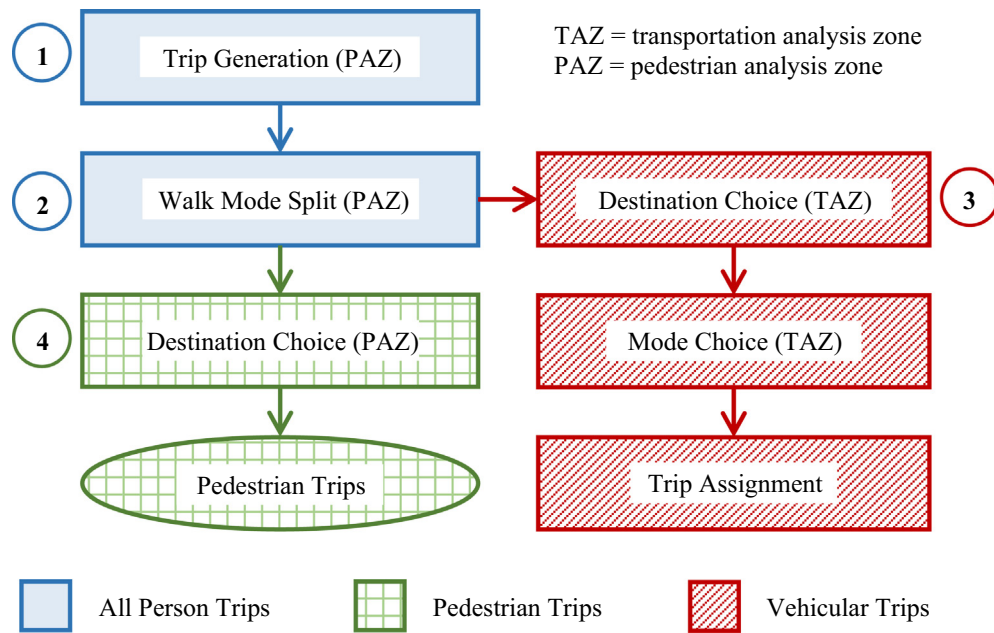 1
Trip Generation (PAZ)
TAZ = transportation analysis zone
PAZ = pedestrian analysis zone
2
Walk Mode Split (PAZ)
Destination Choice (TAZ)
3
4
Destination Choice (PAZ)
Mode Choice (TAZ)
Pedestrian Trips
Trip Assignment
All Person Trips
Pedestrian Trips
Vehicular Trips